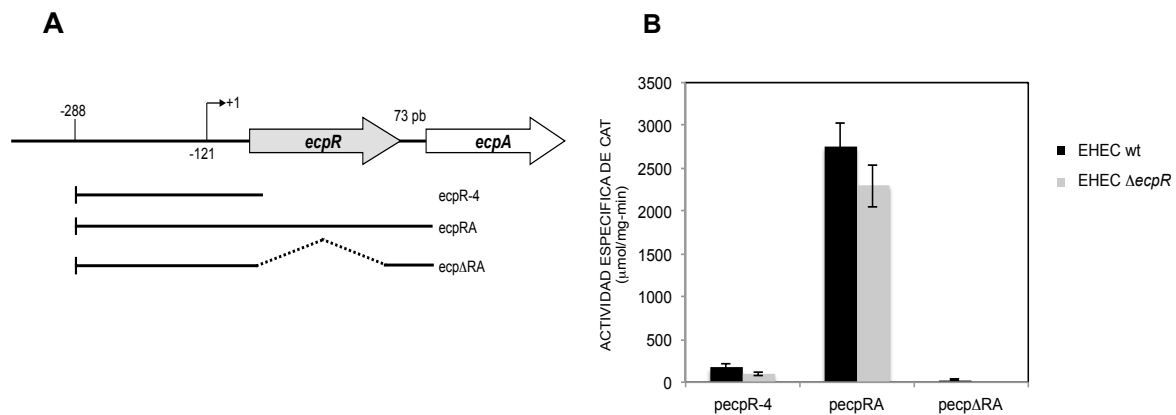 A
-288
+1
-121
ecpR
73 pb
ecpA
ecpR-4
ecpRA
ecpΔRA
B
ACTIVIDAD ESPECIFICA DE CAT
(μmol/mg-min)
3500
3000
2500
2000
1500
1000
500
0
pecpR-4
pecpRA
pecpΔRA
EHEC wt
EHEC ΔecpR